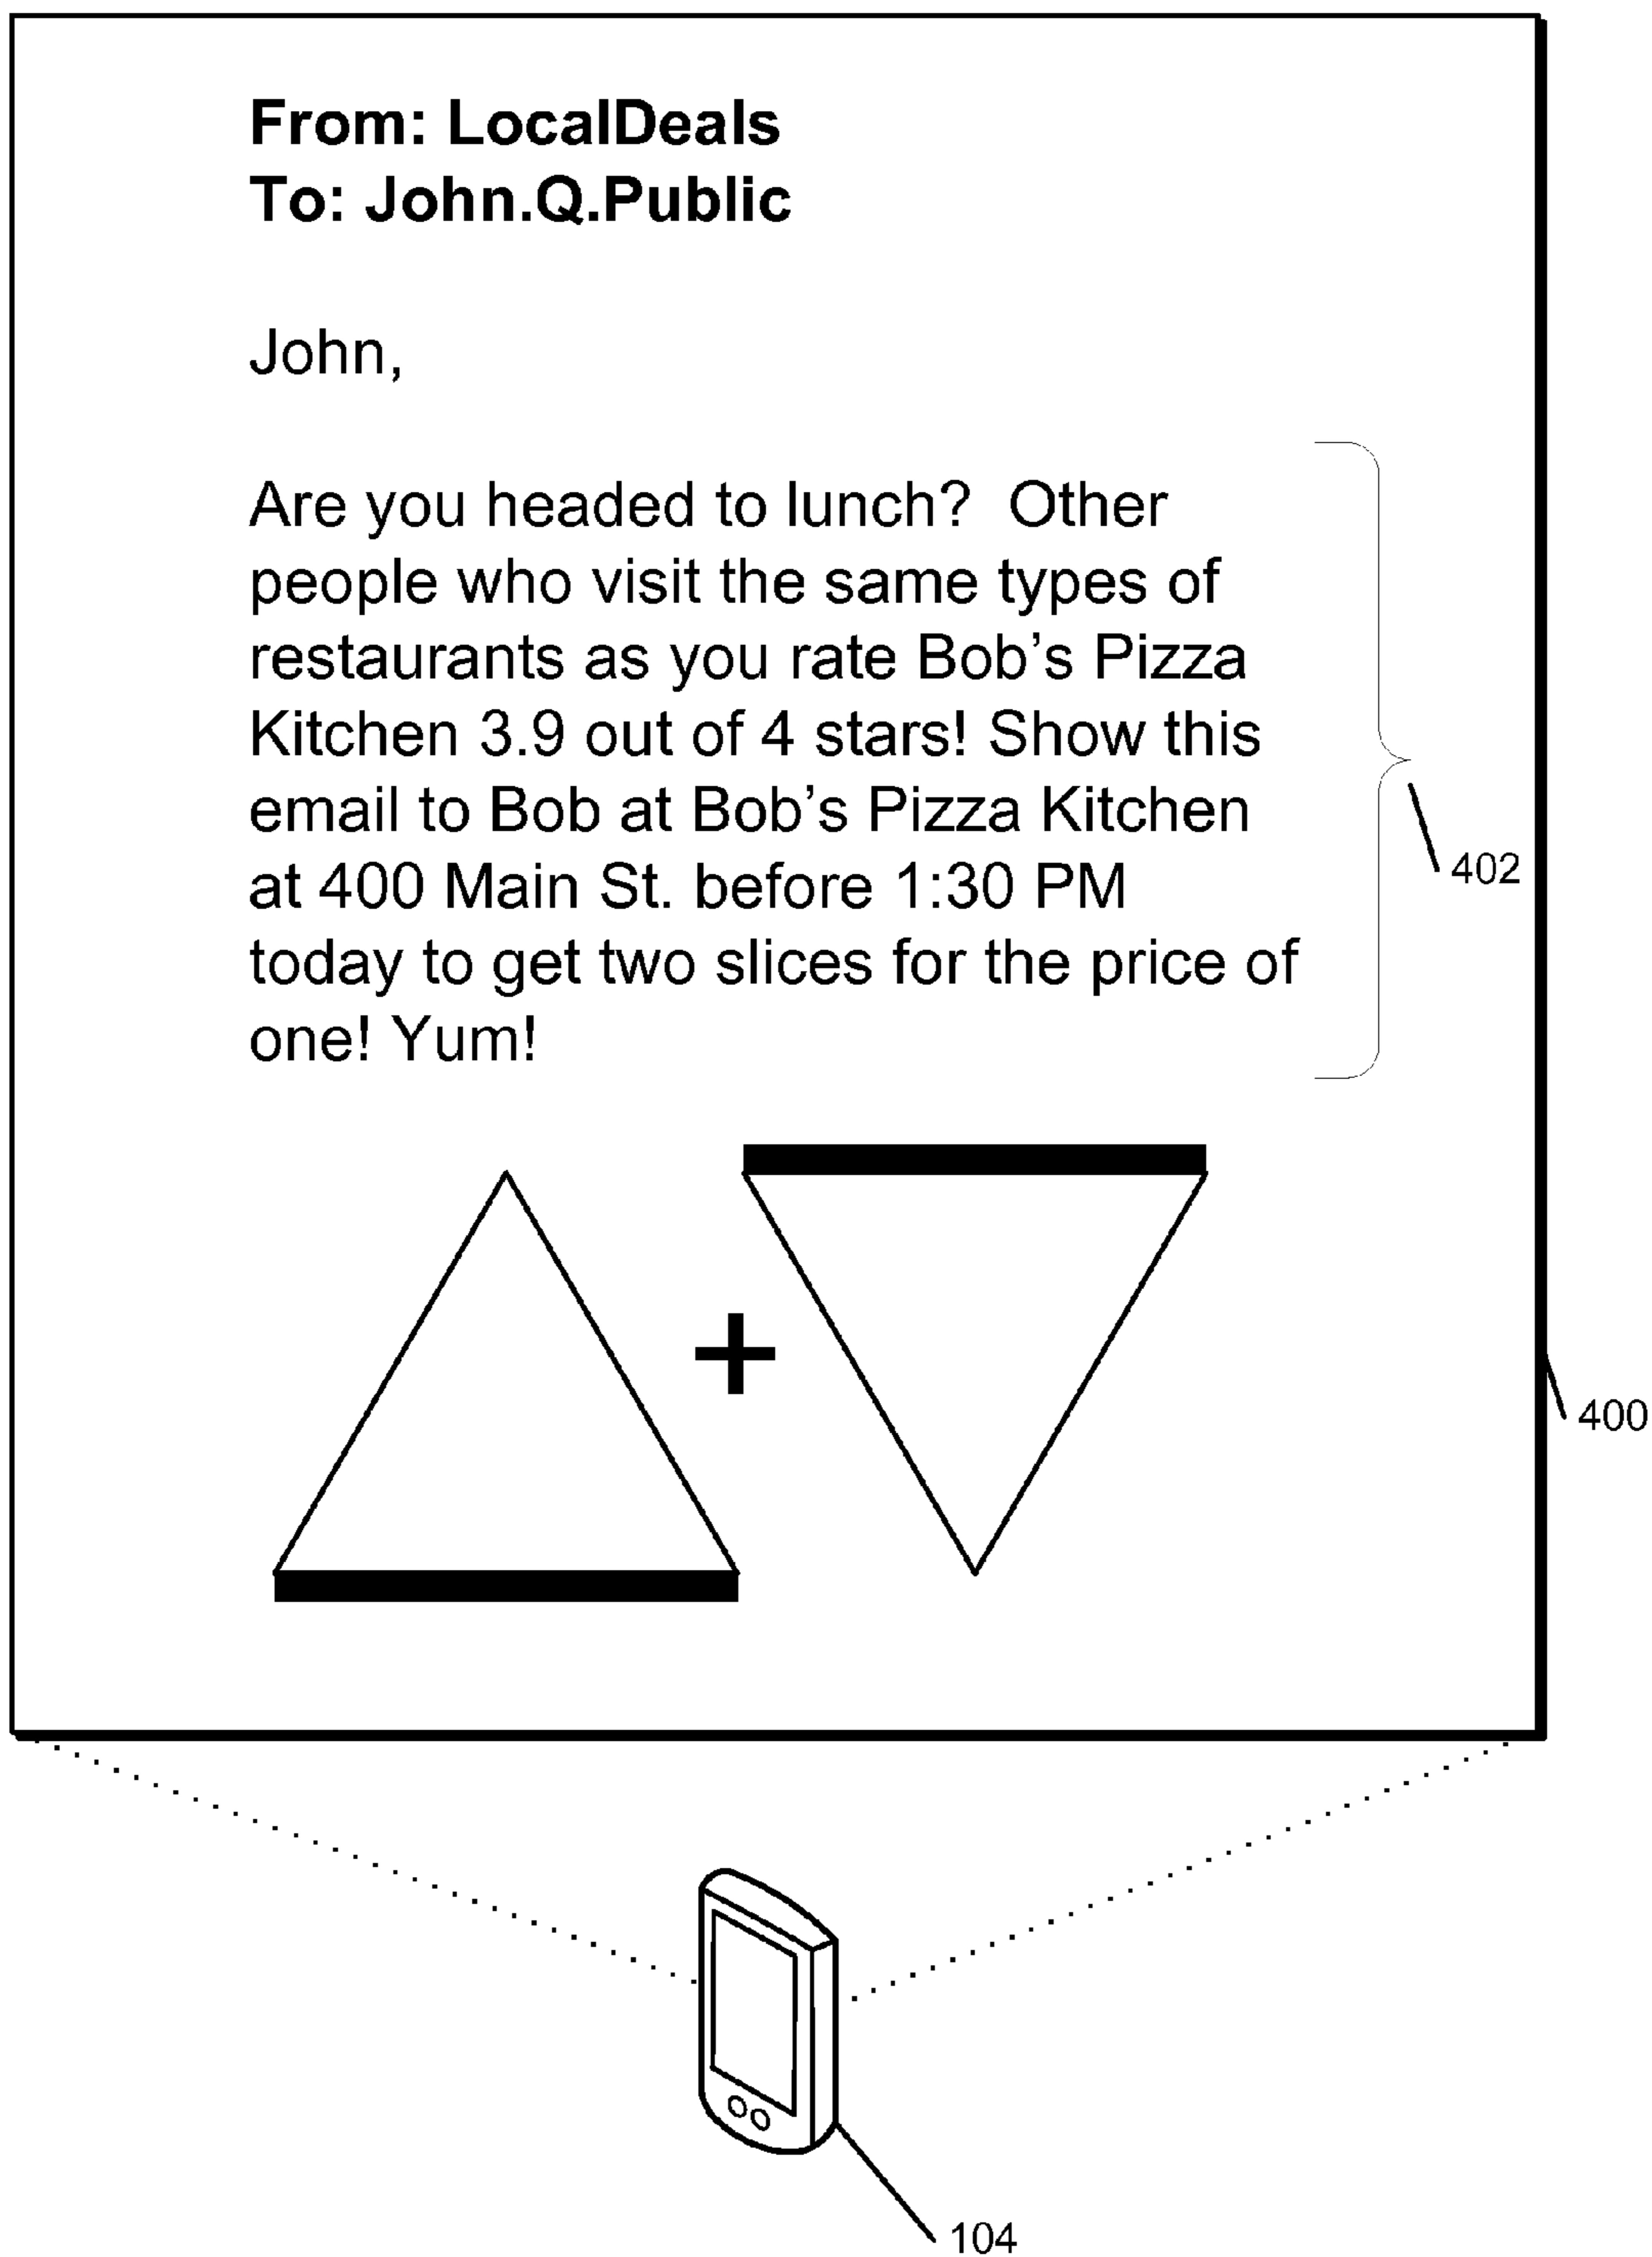 From: LocalDeals
To: John.Q.Public
John,
Are you headed to lunch?  Other
people who visit the same types of
restaurants as you rate Bob’s Pizza
Kitchen 3.9 out of 4 stars! Show this
email to Bob at Bob’s Pizza Kitchen
at 400 Main St. before 1:30 PM
today to get two slices for the price of
one! Yum!
402
+
400
104